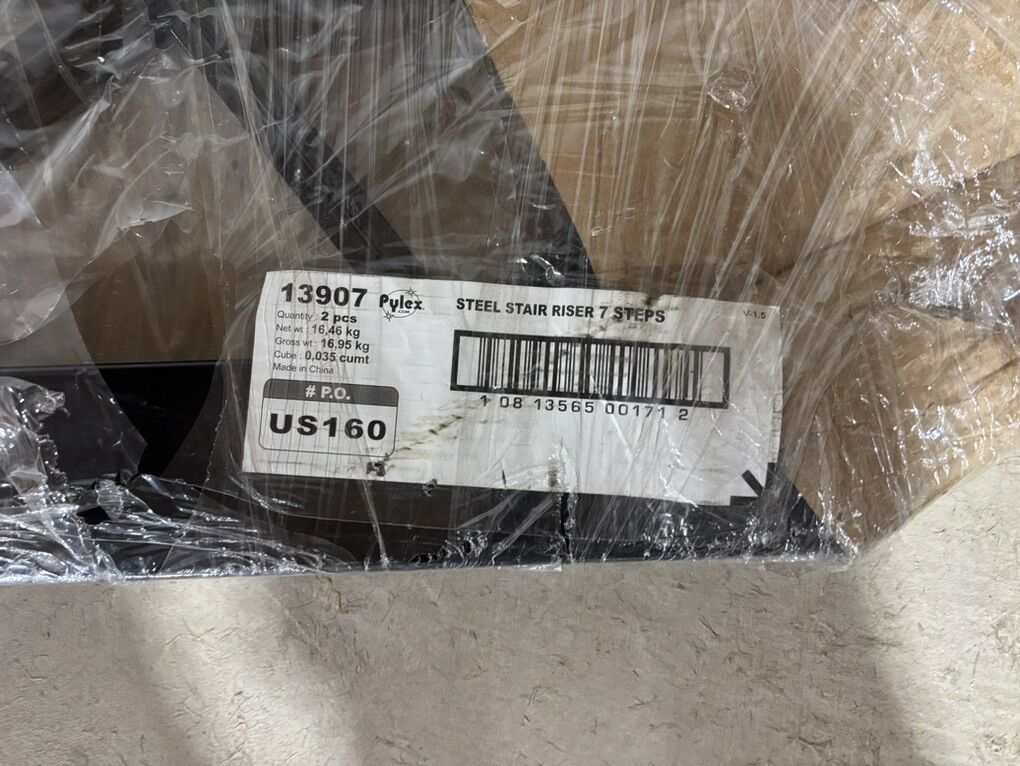 13907 Pylex.COM STEEL STAIR RISER 7 STEPS V-1.5
Quantity : 2 pcs
Net wt : 16,46 kg
Gross wt : 16,95 kg
Cube : 0,035 cumt
Made in China
# P.O.
US160
1 08 13565 00171 2